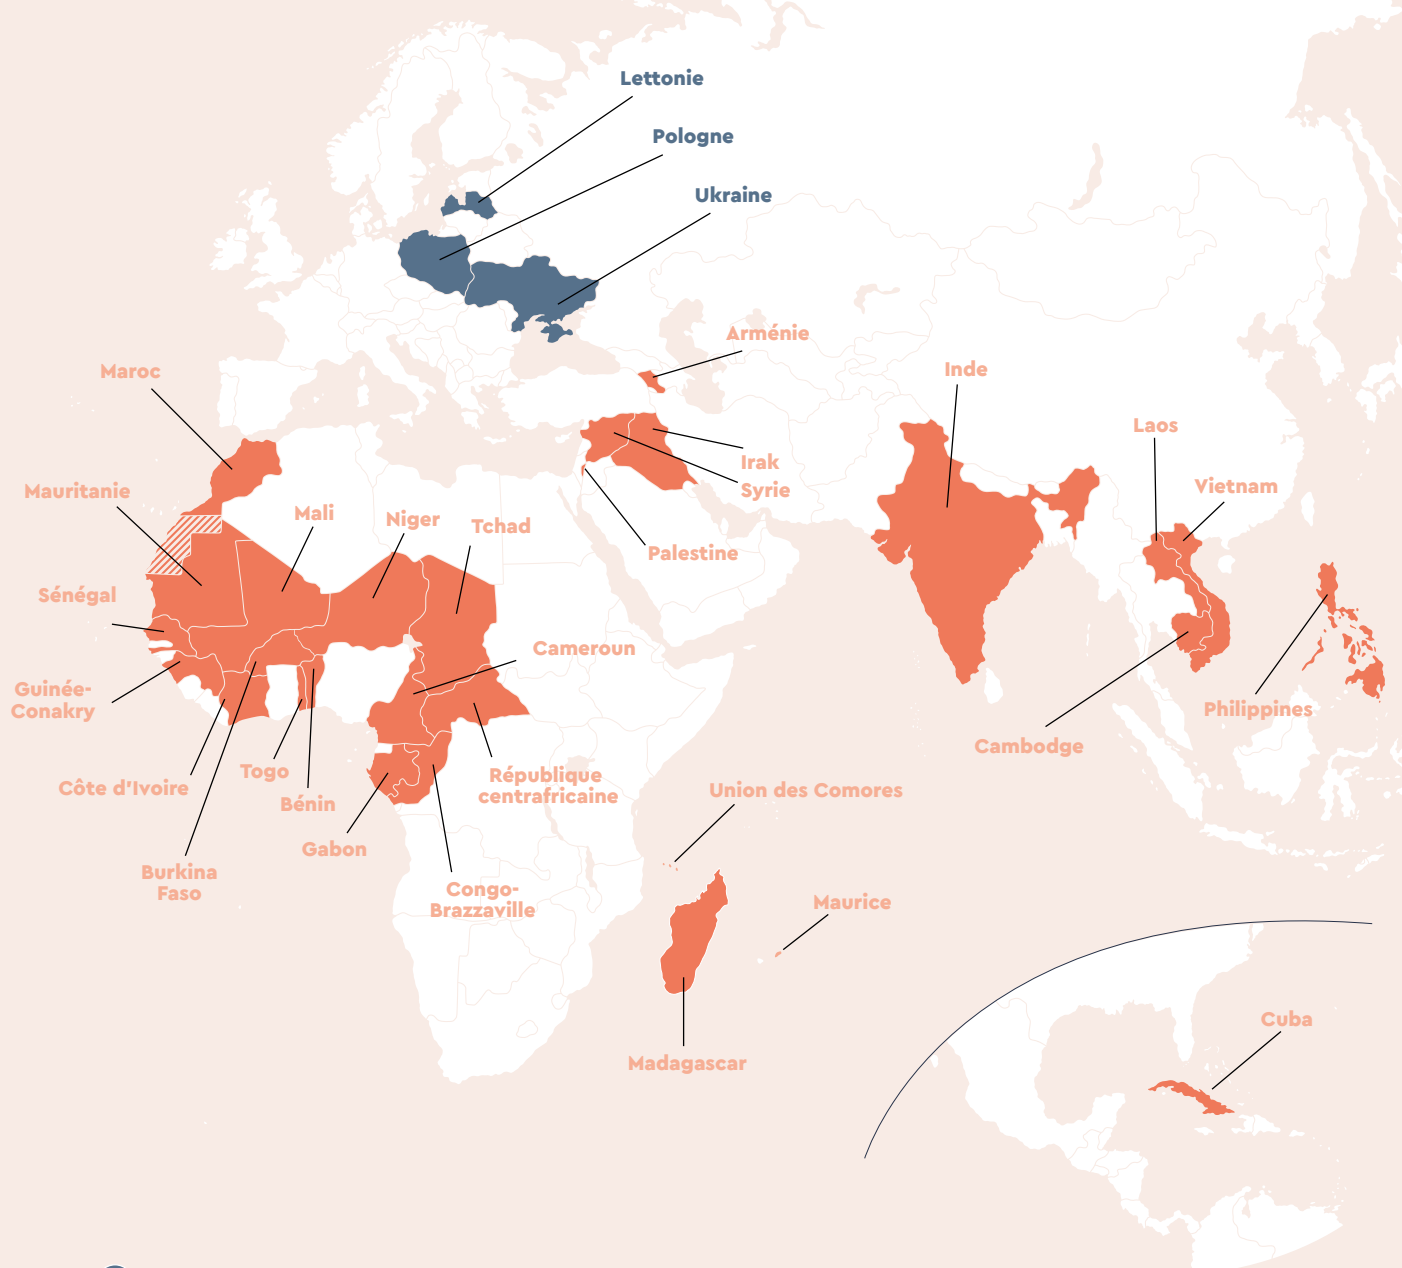 Lettonie
Pologne
Ukraine
Arménie
Maroc
Inde
Laos
Irak
Syrie
Vietnam
Mauritanie
Mali
Niger
Tchad
Palestine
Sénégal
Cameroun
Guinée-
Conakry
Philippines
Cambodge
Togo
République
centrafricaine
Côte d'Ivoire
Bénin
Union des Comores
Gabon
Burkina
Faso
Congo-
Brazzaville
Maurice
Cuba
Madagascar